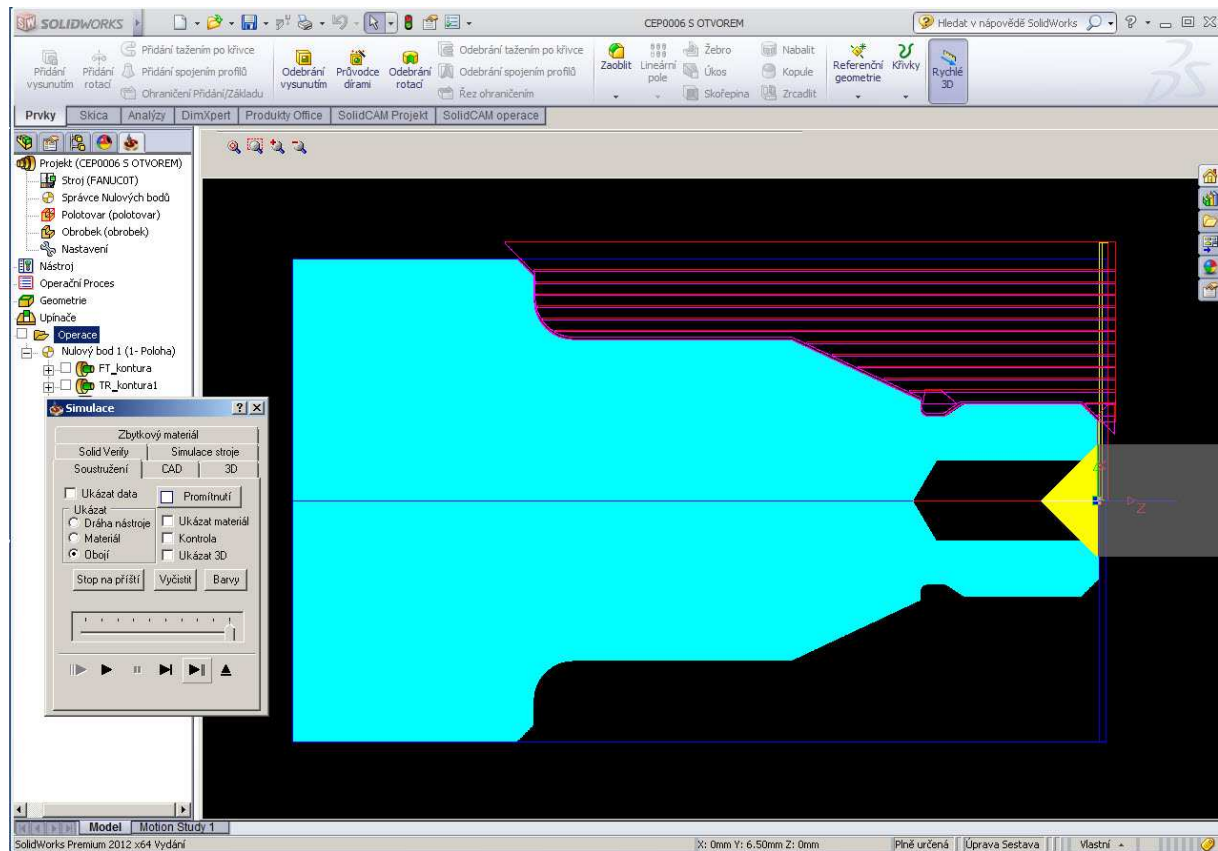 SOLIDWORKS
CEP0006 S OTVOREM
Hledat v nápovědě SolidWorks
Přidání vysunutím
Přidání rotací
Přidání tažením po křivce
Přidání spojením profilů
Ohraničení Přidání/Základu
Odebrání vysunutím
Průvodce dírami
Odebrání rotací
Odebrání tažením po křivce
Odebrání spojením profilů
Řez ohraničením
Zaoblit
Lineární pole
Žebro
Úkos
Skořepina
Nabalit
Kopule
Zrcadlit
Referenční geometrie
Křivky
Rychlé 3D
Prvky
Skica
Analýzy
DimXpert
Produkty Office
SolidCAM Projekt
SolidCAM operace
Projekt (CEP0006 S OTVOREM)
Stroj (FANUC0T)
Správce Nulových bodů
Polotovar (polotovar)
Obrobek (obrobek)
Nastavení
Nástroj
Operační Proces
Geometrie
Upínače
Operace
Nulový bod 1 (1- Poloha)
FT_kontura
TR_kontura1
Simulace
Zbytkový materiál
Solid Verify
Simulace stroje
Soustružení
CAD
3D
Ukázat data
Promítnutí
Ukázat
Dráha nástroje
Materiál
Obojí
Ukázat materiál
Kontrola
Ukázat 3D
Stop na příští
Vyčistit
Barvy
Z
Model
Motion Study 1
SolidWorks Premium 2012 x64 Vydání
X: 0mm Y: 6.50mm Z: 0mm
Plně určená
Úprava Sestava
Vlastní